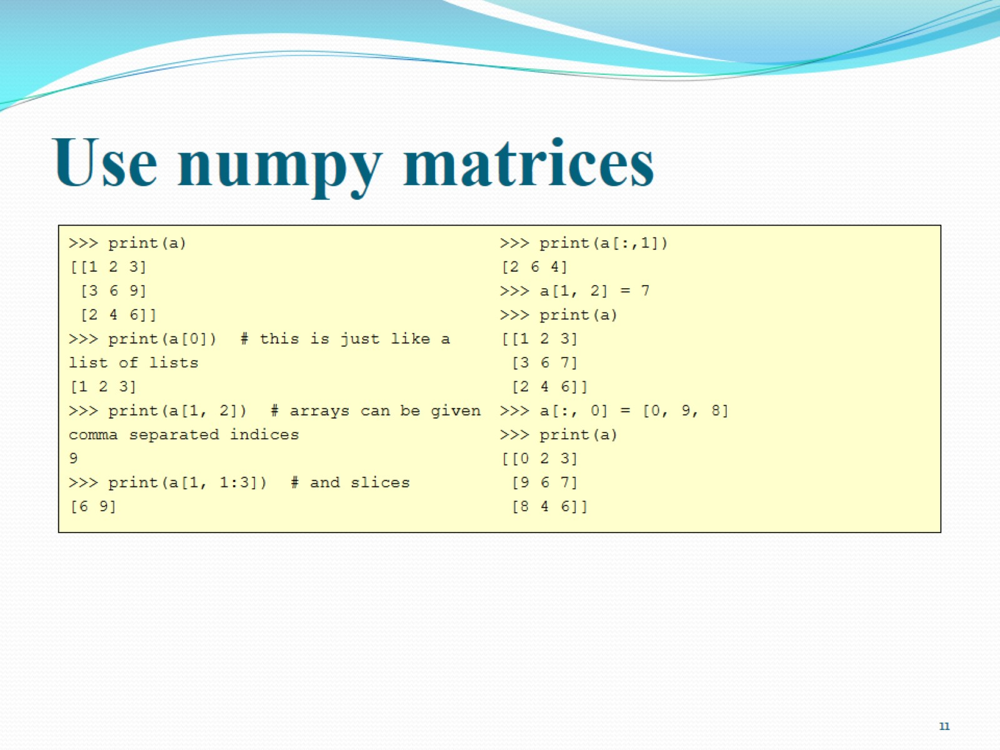 Use numpy matrices
>>> print(a)
[[1 2 3]
 [3 6 9]
 [2 4 6]]
>>> print(a[0])  # this is just like a
list of lists
[1 2 3]
>>> print(a[1, 2])  # arrays can be given
comma separated indices
9
>>> print(a[1, 1:3])  # and slices
[6 9]
>>> print(a[:,1])
[2 6 4]
>>> a[1, 2] = 7
>>> print(a)
[[1 2 3]
 [3 6 7]
 [2 4 6]]
>>> a[:, 0] = [0, 9, 8]
>>> print(a)
[[0 2 3]
 [9 6 7]
 [8 4 6]]
11